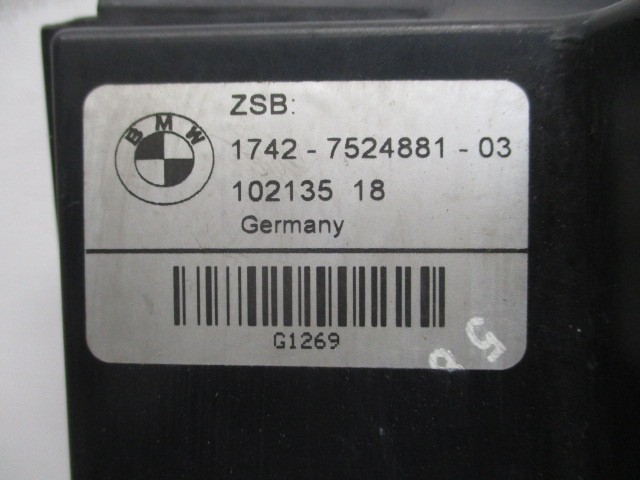 BMW
ZSB:
1742 - 7524881 - 03
102135 18
Germany
G1269